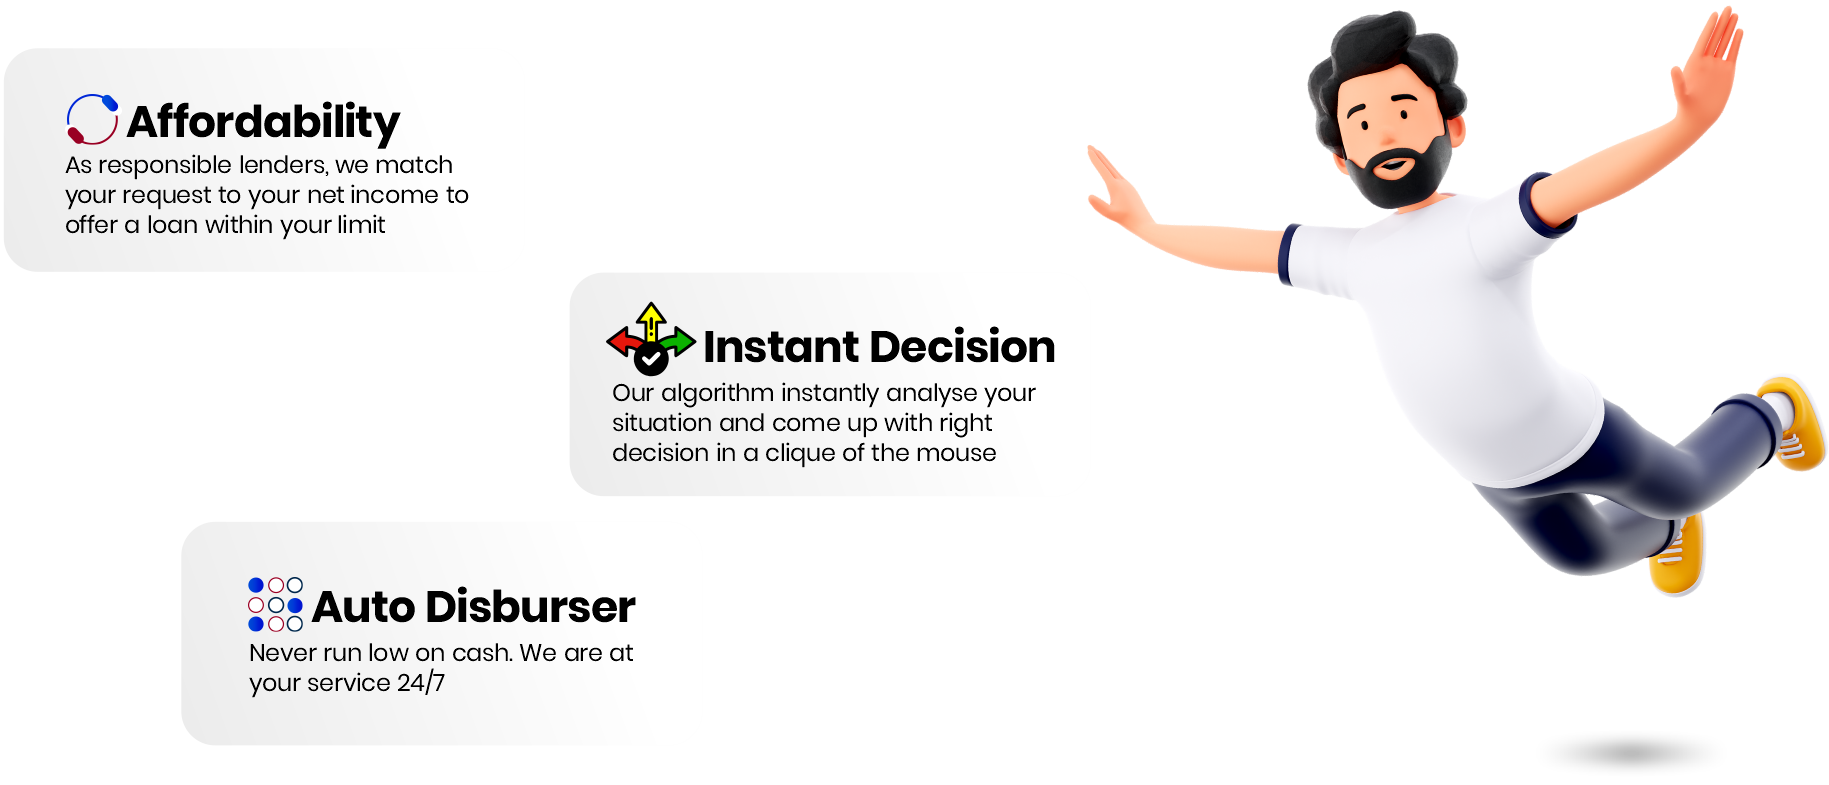 Affordability
As responsible lenders, we match
your request to your net income to
offer a loan within your limit
Instant Decision
Our algorithm instantly analyse your
situation and come up with right
decision in a clique of the mouse
Auto Disburser
Never run low on cash. We are at
your service 24/7